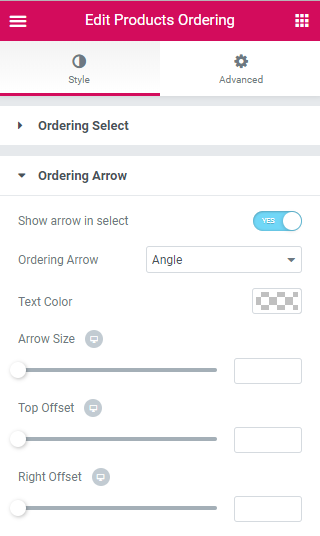 Edit Products Ordering
Style
Advanced
Ordering Select
Ordering Arrow
Show arrow in select
YES
Ordering Arrow
Angle
Text Color
Arrow Size
Top Offset
Right Offset